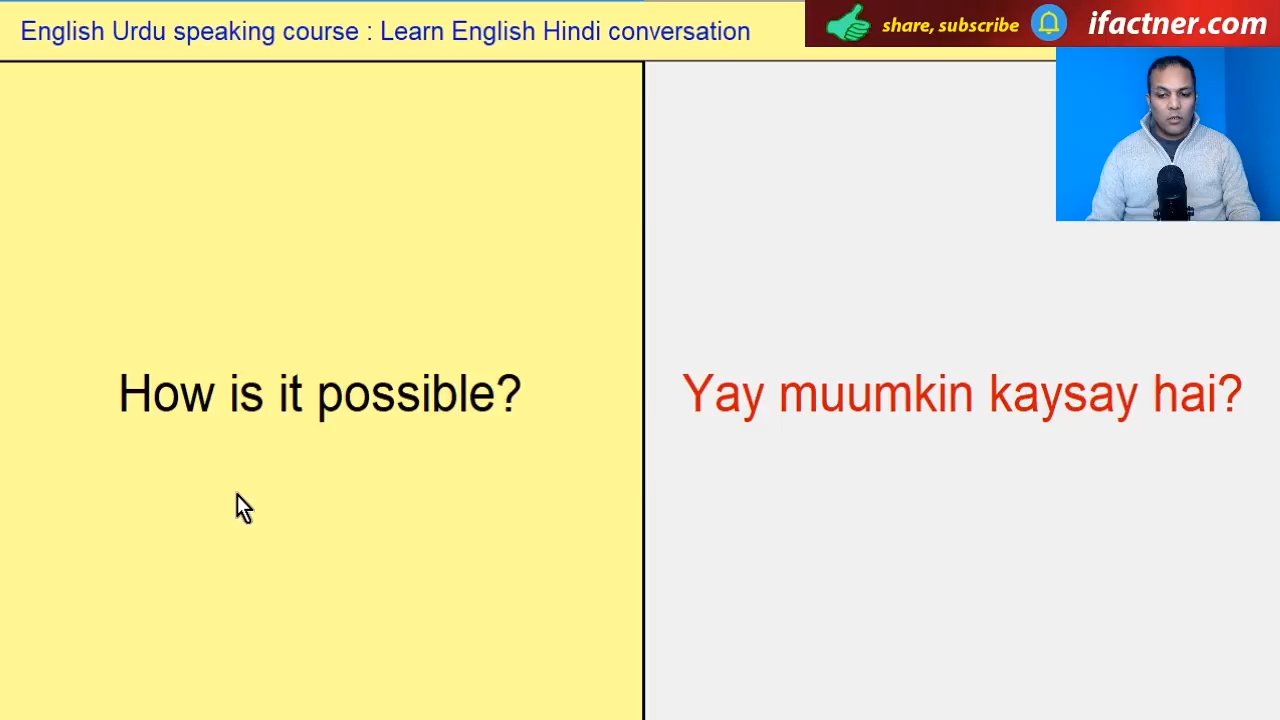 English Urdu speaking course : Learn English Hindi conversation
share, subscribe
ifactner.com
How is it possible?
Yay muumkin kaysay hai?